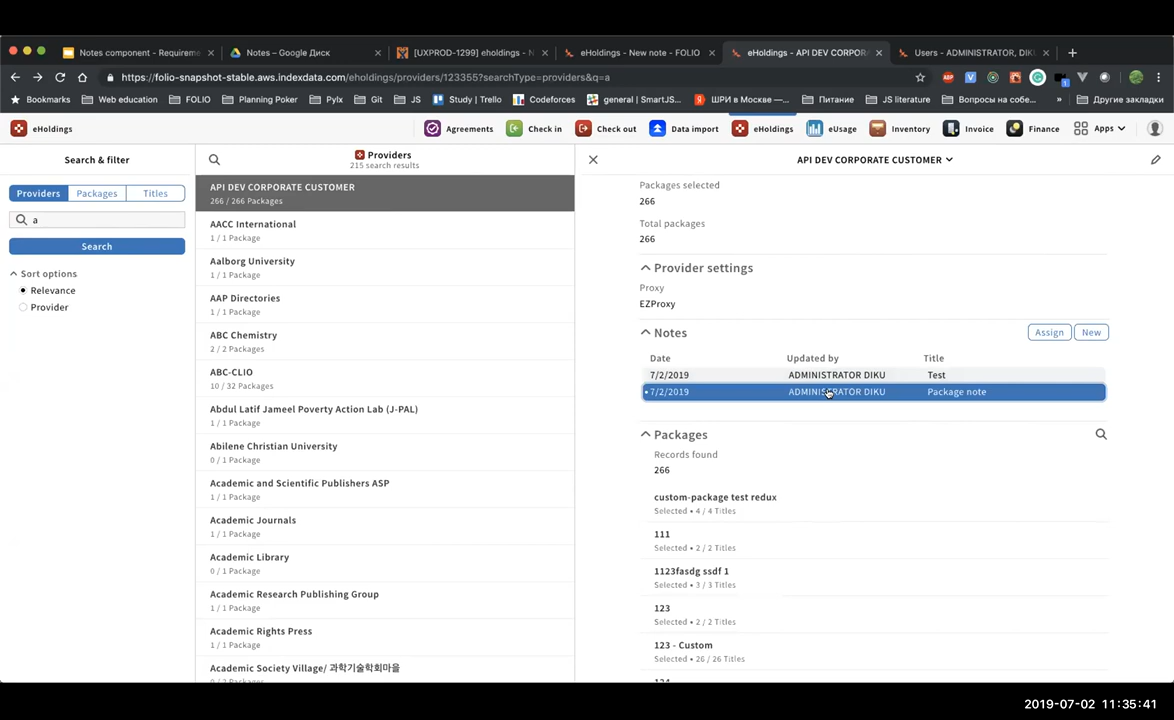 Notes component - Requirem
Notes – Google Диск
[UXPROD-1299] eholdings - N
eHoldings - New note - FOLIO
eHoldings - API DEV CORPOR
Users - ADMINISTRATOR, DIK
https://folio-snapshot-stable.aws.indexdata.com/eholdings/providers/123355?searchType=providers&q=a
Bookmarks
Web education
FOLIO
Planning Poker
Pylx
Git
JS
Study | Trello
Codeforces
general | SmartJS...
ШРИ в Москве —...
Питание
JS literature
Вопросы на собе...
»
Другие закладки
eHoldings
Agreements
Check in
Check out
Data import
eHoldings
eUsage
Inventory
Invoice
Finance
Apps
Search & filter
Providers
Packages
Titles
a
Search
Sort options
Relevance
Provider
Providers
215 search results
API DEV CORPORATE CUSTOMER
266 / 266 Packages
AACC International
1 / 1 Package
Aalborg University
1 / 1 Package
AAP Directories
1 / 1 Package
ABC Chemistry
2 / 2 Packages
ABC-CLIO
10 / 32 Packages
Abdul Latif Jameel Poverty Action Lab (J-PAL)
1 / 1 Package
Abilene Christian University
0 / 1 Package
Academic and Scientific Publishers ASP
1 / 1 Package
Academic Journals
1 / 1 Package
Academic Library
0 / 1 Package
Academic Research Publishing Group
1 / 1 Package
Academic Rights Press
1 / 1 Package
Academic Society Village/ 과학기술학회마을
API DEV CORPORATE CUSTOMER
Packages selected
266
Total packages
266
Provider settings
Proxy
EZProxy
Notes
Assign
New
Date Updated by Title
7/2/2019 ADMINISTRATOR DIKU Test
7/2/2019 ADMINISTRATOR DIKU Package note
Packages
Records found
266
custom-package test redux
Selected • 4 / 4 Titles
111
Selected • 2 / 2 Titles
1123fasdg ssdf 1
Selected • 3 / 3 Titles
123
Selected • 2 / 2 Titles
123 - Custom
Selected • 26 / 26 Titles
2019-07-02 11:35:41